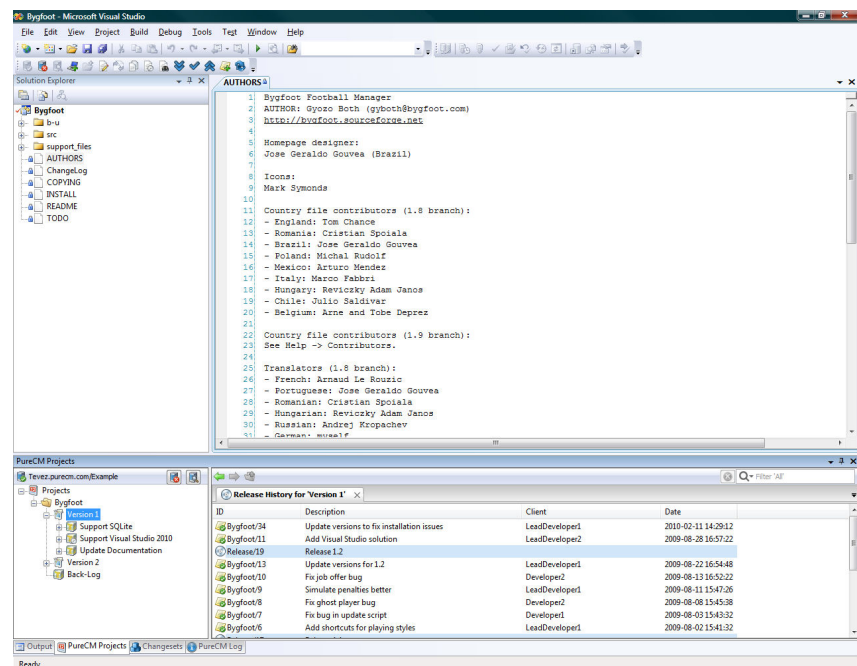 Bygfoot - Microsoft Visual Studio
File Edit View Project Build Debug Tools Test Window Help
Solution Explorer
Bygfoot
b-u
src
support_files
AUTHORS
ChangeLog
COPYING
INSTALL
README
TODO
AUTHORS
1 Bygfoot Football Manager
2 AUTHOR: Gyozo Both (gyboth@bygfoot.com)
3 http://bygfoot.sourceforge.net
4
5 Homepage designer:
6 Jose Geraldo Gouvea (Brazil)
7
8 Icons:
9 Mark Symonds
10
11 Country file contributors (1.8 branch):
12 - England: Tom Chance
13 - Romania: Cristian Spoiala
14 - Brazil: Jose Geraldo Gouvea
15 - Poland: Michal Rudolf
16 - Mexico: Arturo Mendez
17 - Italy: Marco Fabbri
18 - Hungary: Reviczky Adam Janos
19 - Chile: Julio Saldivar
20 - Belgium: Arne and Tobe Deprez
21
22 Country file contributors (1.9 branch):
23 See Help -> Contributors.
24
25 Translators (1.8 branch):
26 - French: Arnaud Le Rouzic
27 - Portuguese: Jose Geraldo Gouvea
28 - Romanian: Cristian Spoiala
29 - Hungarian: Reviczky Adam Janos
30 - Russian: Andrej Kropachev
31 - German: myself
PureCM Projects
Tevez.purecm.com/Example
Projects
Bygfoot
Version 1
Support SQLite
Support Visual Studio 2010
Update Documentation
Version 2
Back-Log
Filter 'All'
Release History for 'Version 1'
ID Description Client Date
Bygfoot/34 Update versions to fix installation issues LeadDeveloper1 2010-02-11 14:29:12
Bygfoot/11 Add Visual Studio solution LeadDeveloper2 2009-08-28 16:57:22
Release/19 Release 1.2
Bygfoot/13 Update versions for 1.2 LeadDeveloper1 2009-08-22 16:54:48
Bygfoot/10 Fix job offer bug Developer2 2009-08-13 16:52:22
Bygfoot/9 Simulate penalties better LeadDeveloper1 2009-08-11 15:47:26
Bygfoot/8 Fix ghost player bug Developer2 2009-08-08 15:45:38
Bygfoot/7 Fix bug in update script Developer1 2009-08-03 15:43:32
Bygfoot/6 Add shortcuts for playing styles LeadDeveloper1 2009-08-02 15:41:32
Output PureCM Projects Changesets PureCM Log
Ready